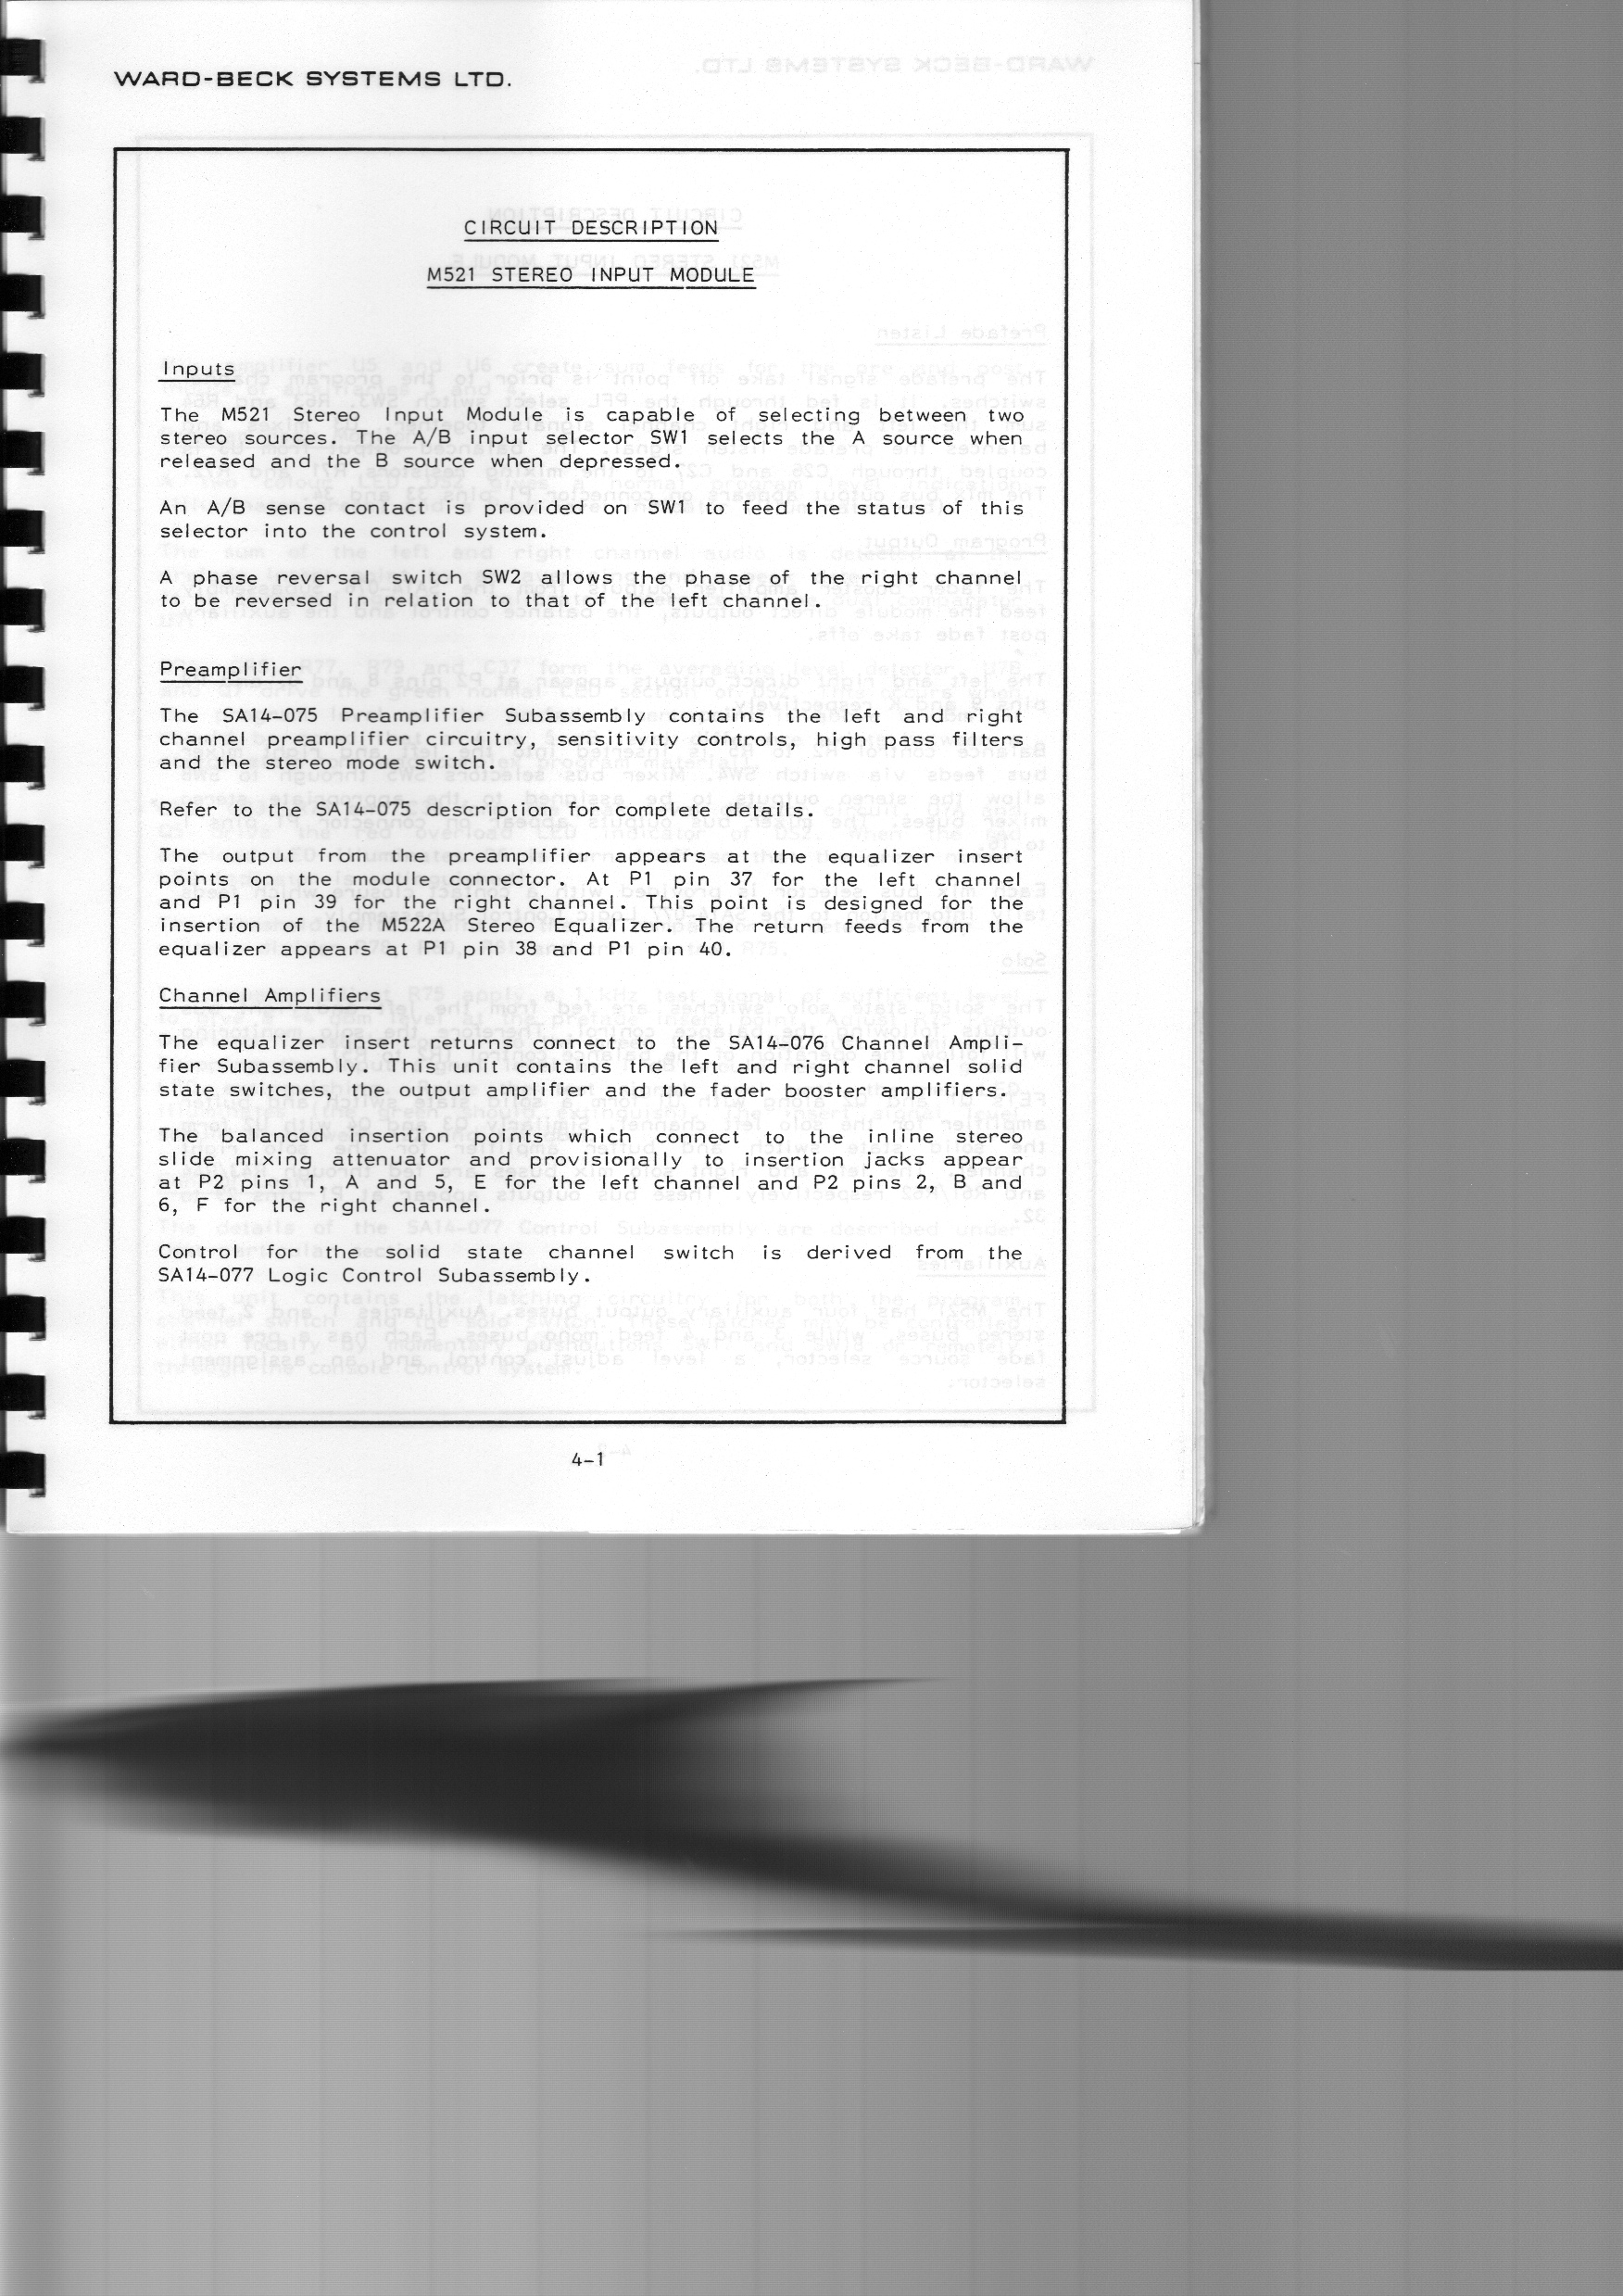 WARD-BECK SYSTEMS LTD.
CIRCUIT DESCRIPTION
M521 STEREO INPUT MODULE
Inputs
The M521 Stereo Input Module is capable of selecting between two
stereo sources. The A/B input selector SW1 selects the A source when
released and the B source when depressed.
An A/B sense contact is provided on SW1 to feed the status of this
selector into the control system.
A phase reversal switch SW2 allows the phase of the right channel
to be reversed in relation to that of the left channel.
Preamplifier
The SA14-075 Preamplifier Subassembly contains the left and right
channel preamplifier circuitry, sensitivity controls, high pass filters
and the stereo mode switch.
Refer to the SA14-075 description for complete details.
The output from the preamplifier appears at the equalizer insert
points on the module connector. At P1 pin 37 for the left channel
and P1 pin 39 for the right channel. This point is designed for the
insertion of the M522A Stereo Equalizer. The return feeds from the
equalizer appears at P1 pin 38 and P1 pin 40.
Channel Amplifiers
The equalizer insert returns connect to the SA14-076 Channel Ampli-
fier Subassembly. This unit contains the left and right channel solid
state switches, the output amplifier and the fader booster amplifiers.
The balanced insertion points which connect to the inline stereo
slide mixing attenuator and provisionally to insertion jacks appear
at P2 pins 1, A and 5, E for the left channel and P2 pins 2, B and
6, F for the right channel.
Control for the solid state channel switch is derived from the
SA14-077 Logic Control Subassembly.
4-1